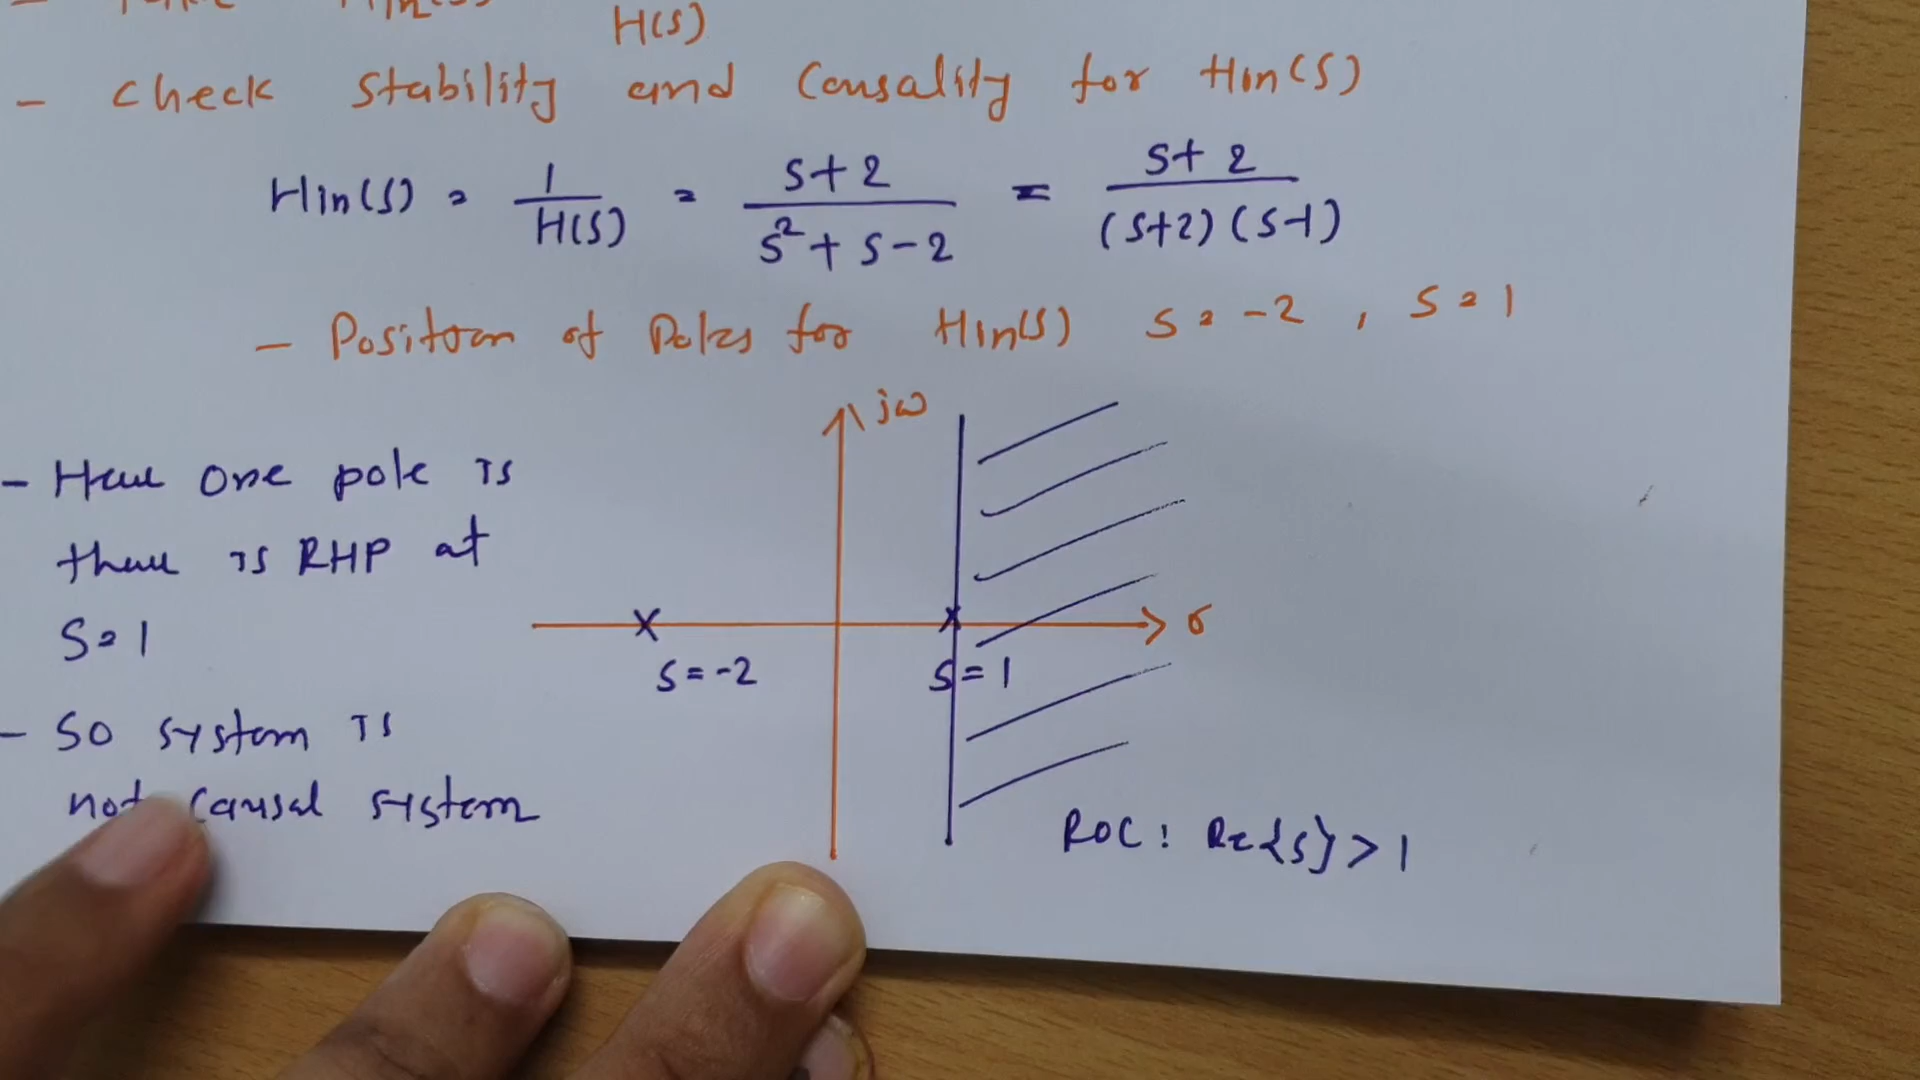 H(s)
- check stability and Causality for Hin(s)
Hin(s) = 1/H(s) = s+2/s²+s-2 = s+2/(s+2)(s-1)
- Position of Poles for Hin(s) s = -2 , s = 1
jω
- Here one pole is
there is RHP at
s = 1
σ
s = -2
s = 1
- So system is
not causal system
ROC : Re{s} > 1